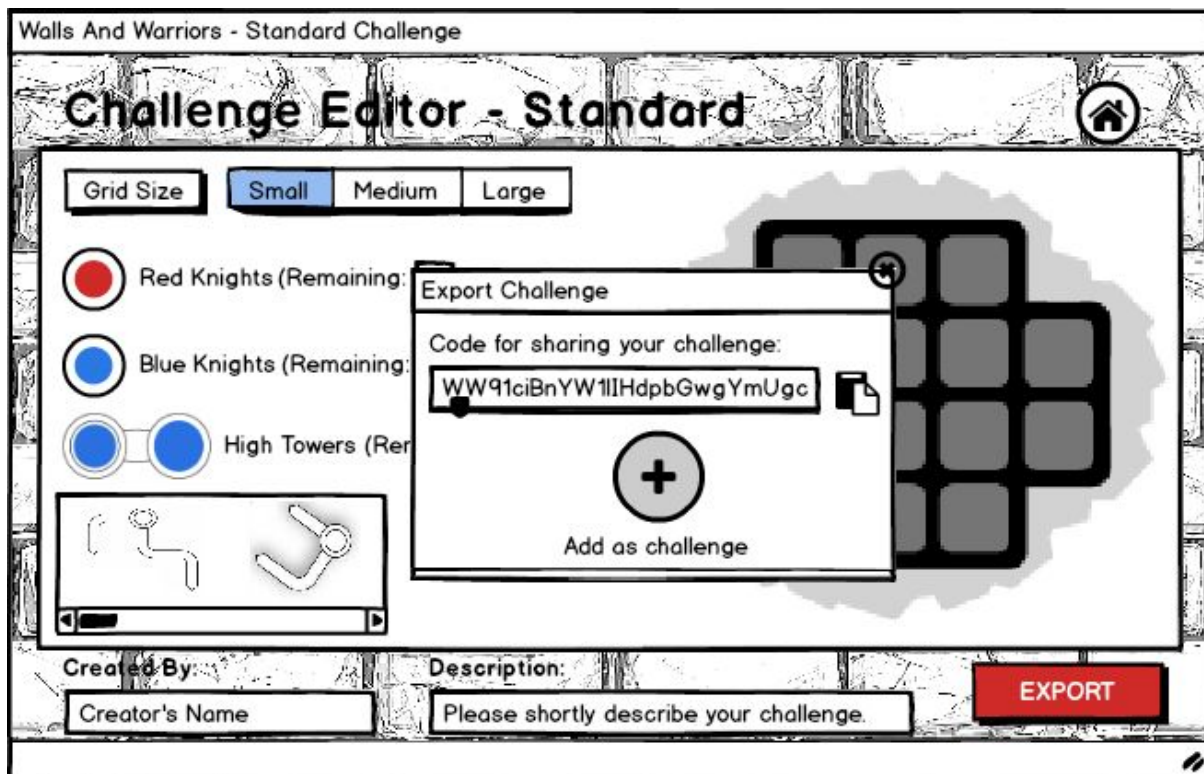 Walls And Warriors - Standard Challenge
Challenge Editor - Standard
Grid Size
Small
Medium
Large
Red Knights (Remaining:
Blue Knights (Remaining:
High Towers (Rer
Export Challenge
Code for sharing your challenge:
WW91ciBnYW1lIHdpbGwgYmUgc
Add as challenge
Created By:
Creator's Name
Description:
Please shortly describe your challenge.
EXPORT